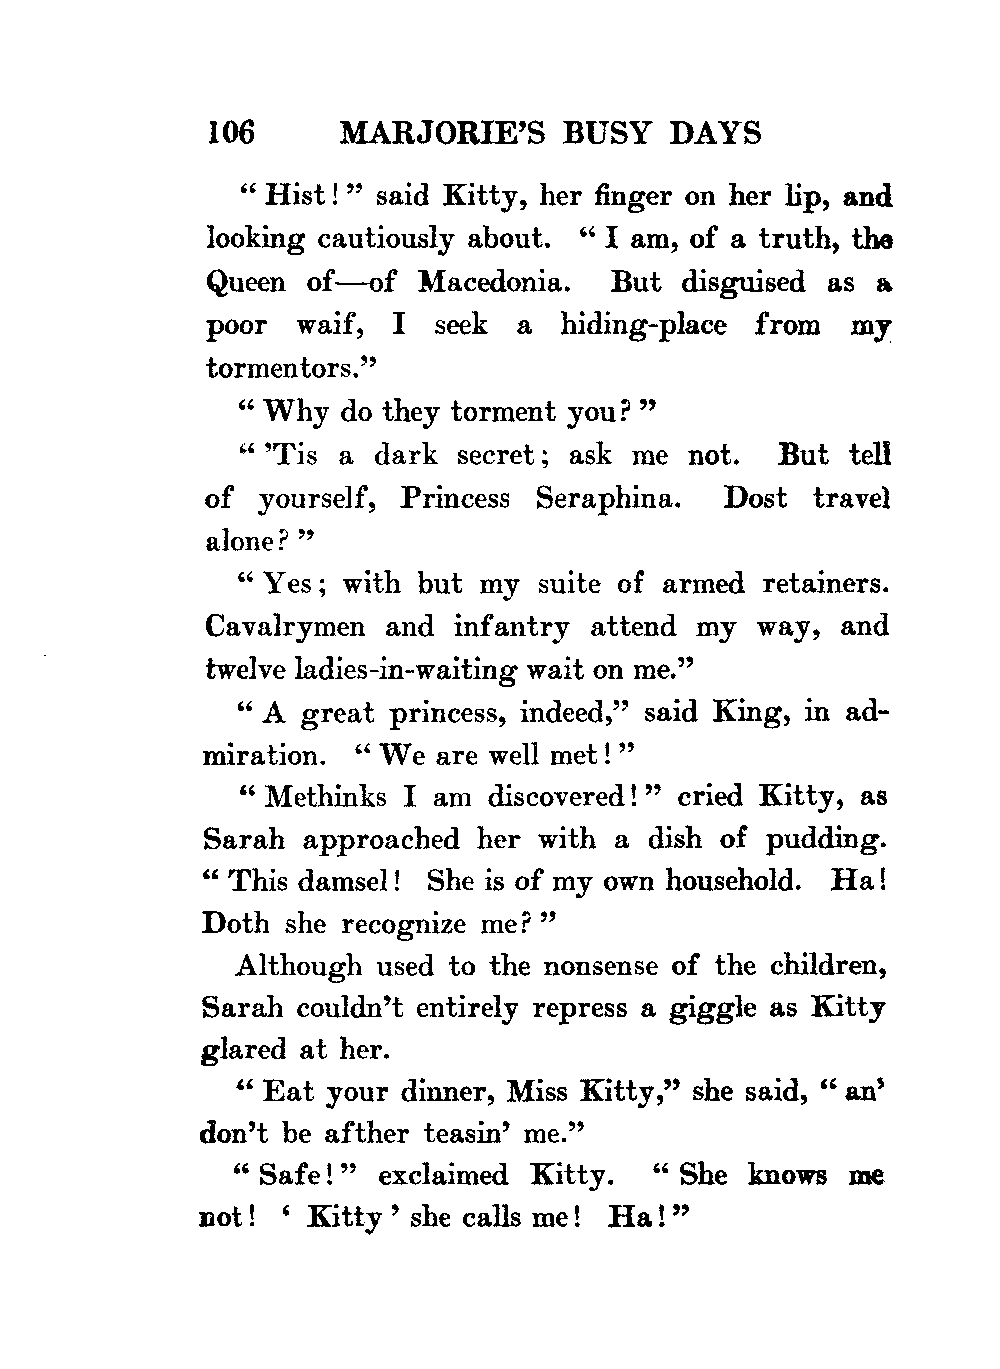 106 MARJORIE'S BUSY DAYS
"Hist!" said Kitty, her finger on her lip, and
looking cautiously about. "I am, of a truth, the
Queen of—of Macedonia. But disguised as a
poor waif, I seek a hiding-place from my
tormentors."
"Why do they torment you?"
"'Tis a dark secret; ask me not. But tell
of yourself, Princess Seraphina. Dost travel
alone?"
"Yes; with but my suite of armed retainers.
Cavalrymen and infantry attend my way, and
twelve ladies-in-waiting wait on me."
"A great princess, indeed," said King, in ad-
miration. "We are well met!"
"Methinks I am discovered!" cried Kitty, as
Sarah approached her with a dish of pudding.
"This damsel! She is of my own household. Ha!
Doth she recognize me?"
Although used to the nonsense of the children,
Sarah couldn't entirely repress a giggle as Kitty
glared at her.
"Eat your dinner, Miss Kitty," she said, "an'
don't be afther teasin' me."
"Safe!" exclaimed Kitty. "She knows me
not! 'Kitty' she calls me! Ha!"